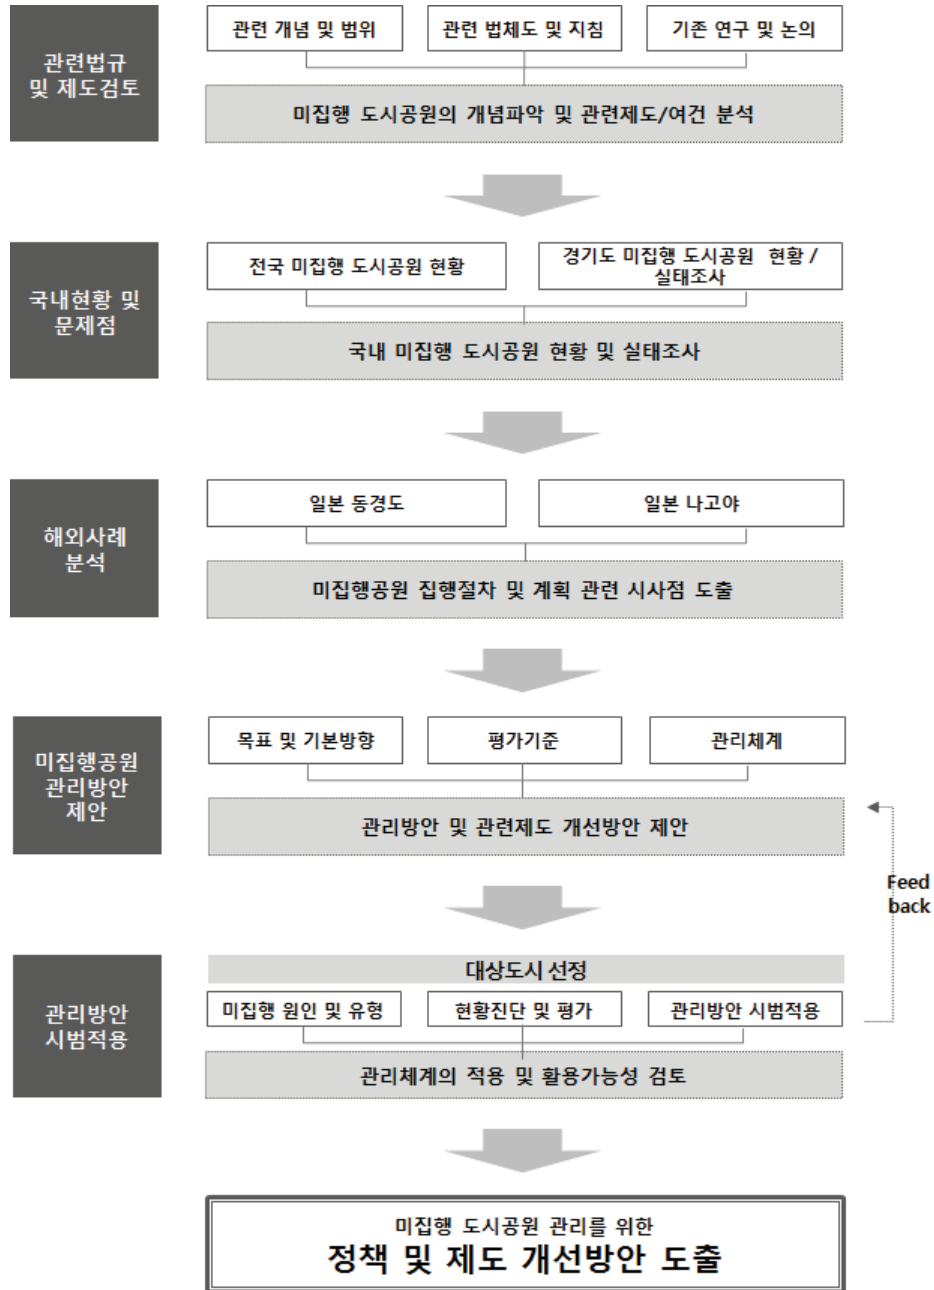 관련법규
및 제도검토
관련 개념 및 범위
관련 법체도 및 지침
기존 연구 및 논의
미집행 도시공원의 개념파악 및 관련제도/여건 분석
국내현황 및
문제점
전국 미집행 도시공원 현황
경기도 미집행 도시공원 현황 /
실태조사
국내 미집행 도시공원 현황 및 실태조사
해외사례
분석
일본 동경도
일본 나고야
미집행공원 집행절차 및 계획 관련 시사점 도출
미집행공원
관리방안
제안
목표 및 기본방향
평가기준
관리체계
관리방안 및 관련제도 개선방안 제안
Feed
back
관리방안
시범적용
대상도시 선정
미집행 원인 및 유형
현황진단 및 평가
관리방안 시범적용
관리체계의 적용 및 활용가능성 검토
미집행 도시공원 관리를 위한
정책 및 제도 개선방안 도출